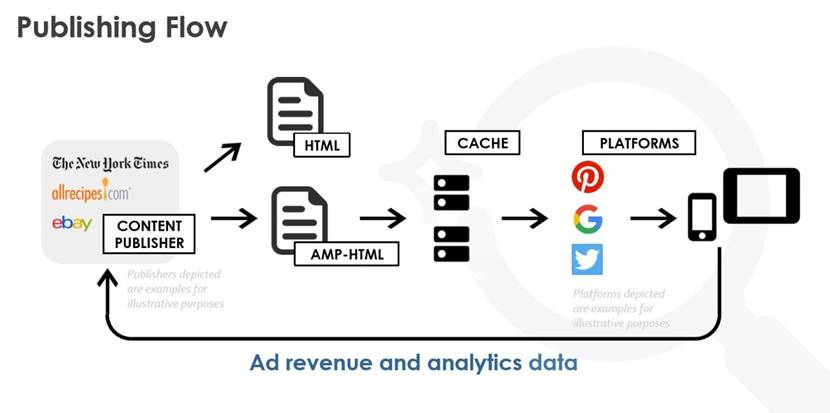 Publishing Flow
HTML
CACHE
PLATFORMS
The New York Times
allrecipes.com®
ebay
CONTENT
PUBLISHER
AMP-HTML
Publishers depicted
are examples for
illustrative purposes
Platforms depicted
are examples for
illustrative purposes
Ad revenue and analytics data